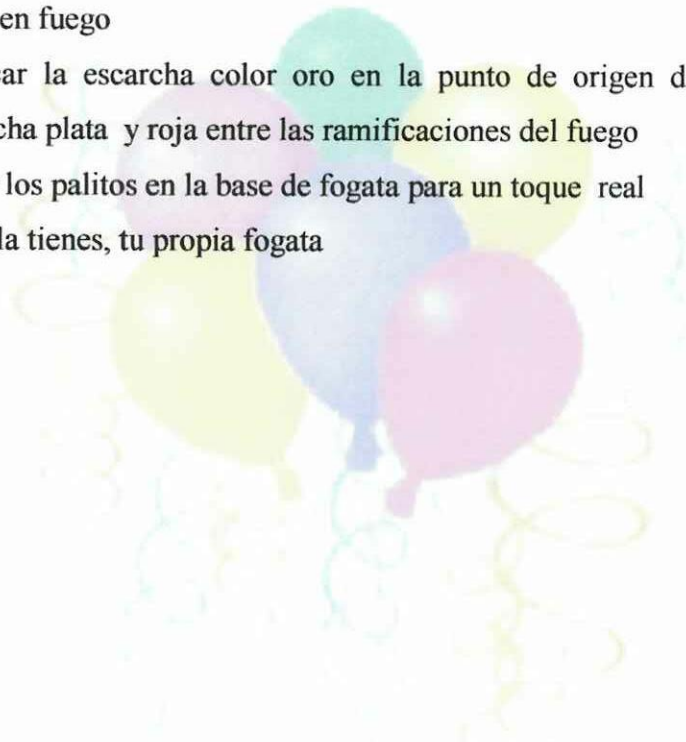 en fuego
ar la escarcha color oro en la punto de origen d
cha plata y roja entre las ramificaciones del fuego
los palitos en la base de fogata para un toque real
la tienes, tu propia fogata